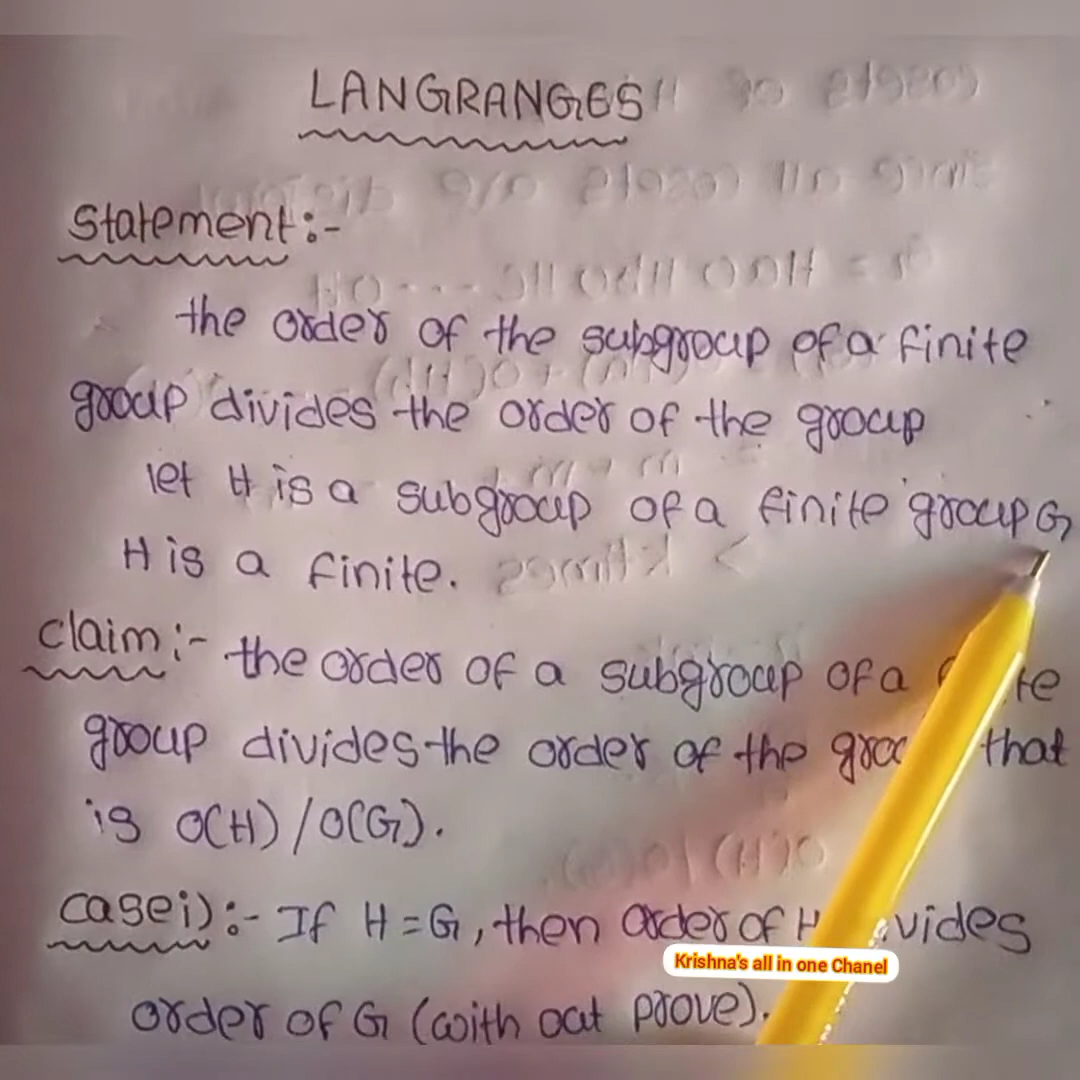 LANGRANGES
Statement:-
the order of the subgroup of a finite
group divides the order of the group
let H is a subgroup of a finite group G
H is a finite.
claim:- the order of a subgroup of a
group divides the order of the that
is O(H)/O(G).
case i):- If H = G, then order of H
Krishna's all in one Chanel
order of G (with out prove).